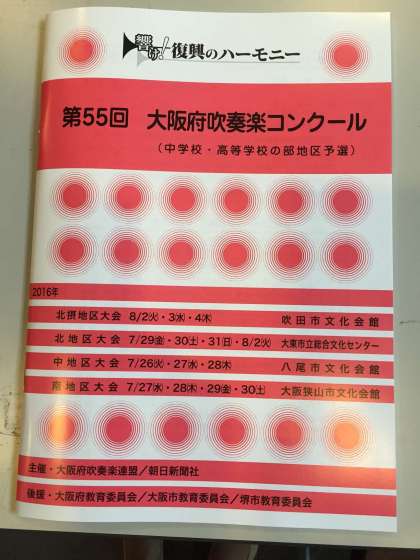 響け!復興のハーモニー
第55回 大阪府吹奏楽コンクール
(中学校・高等学校の部地区予選)
2016年
北摂地区大会 8/2㈫・3㈬・4㈭ 吹田市文化会館
北地区大会 7/29㈮・30㈯・31㈰・8/2㈫ 大東市立総合文化センター
中地区大会 7/26㈫・27㈬・28㈭ 八尾市文化会館
南地区大会 7/27㈬・28㈭・29㈮・30㈯ 大阪狭山市文化会館
主催・大阪府吹奏楽連盟/朝日新聞社
後援・大阪府教育委員会/大阪市教育委員会/堺市教育委員会